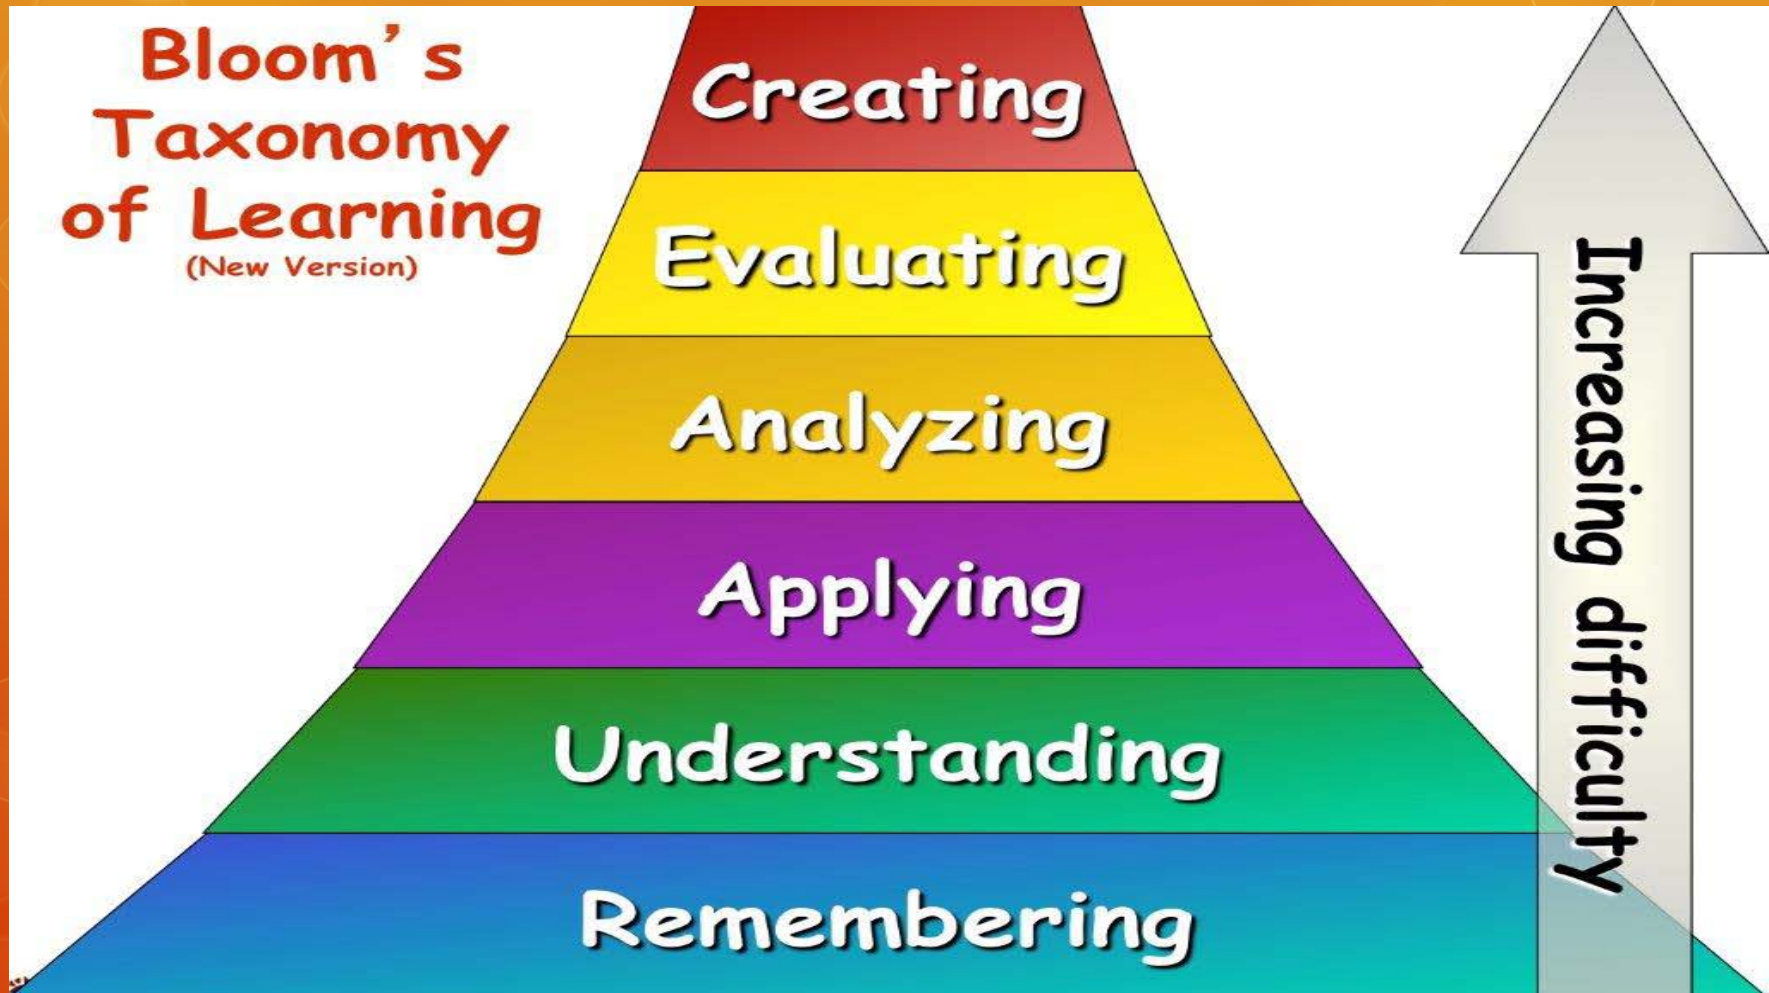 Bloom's
Taxonomy
of Learning
(New Version)
Creating
Evaluating
Analyzing
Applying
Understanding
Remembering
Increasing difficulty